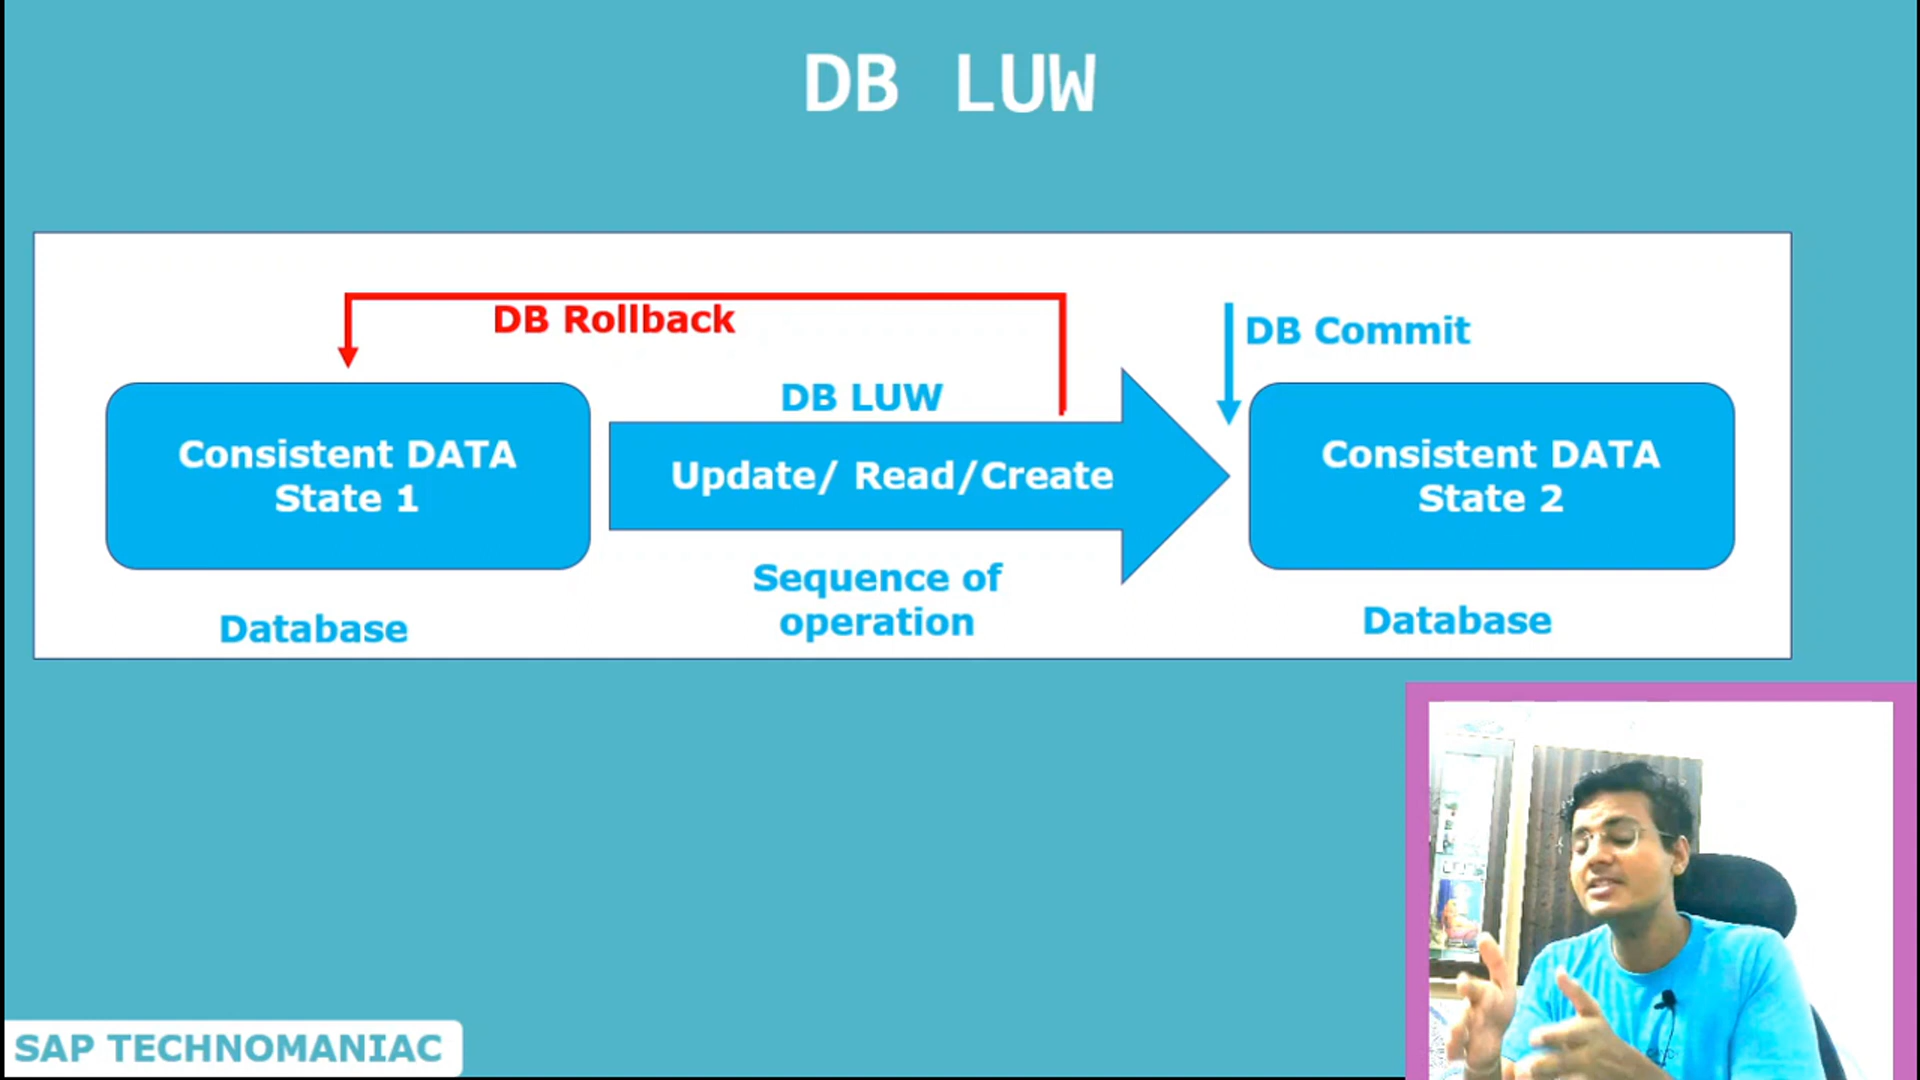 DB LUW
DB Rollback
DB Commit
DB LUW
Consistent DATA
State 1
Update/ Read/Create
Consistent DATA
State 2
Sequence of
operation
Database
Database
SAP TECHNOMANIAC